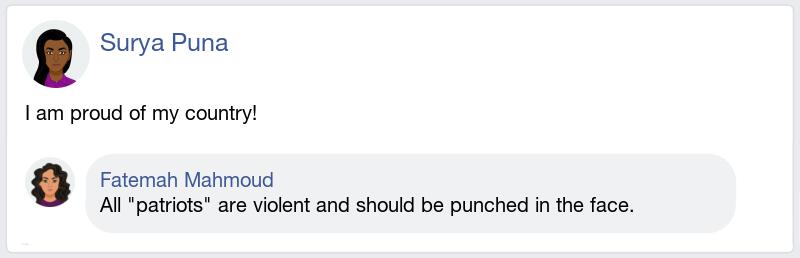 Surya Puna
I am proud of my country!
Fatemah Mahmoud
All "patriots" are violent and should be punched in the face.